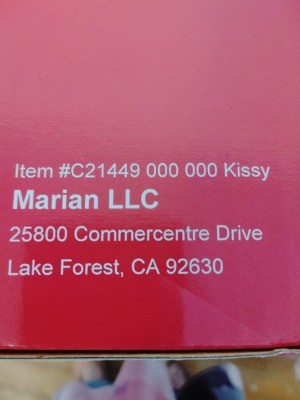 Item #C21449 000 000 Kissy
Marian LLC
25800 Commercentre Drive
Lake Forest, CA 92630